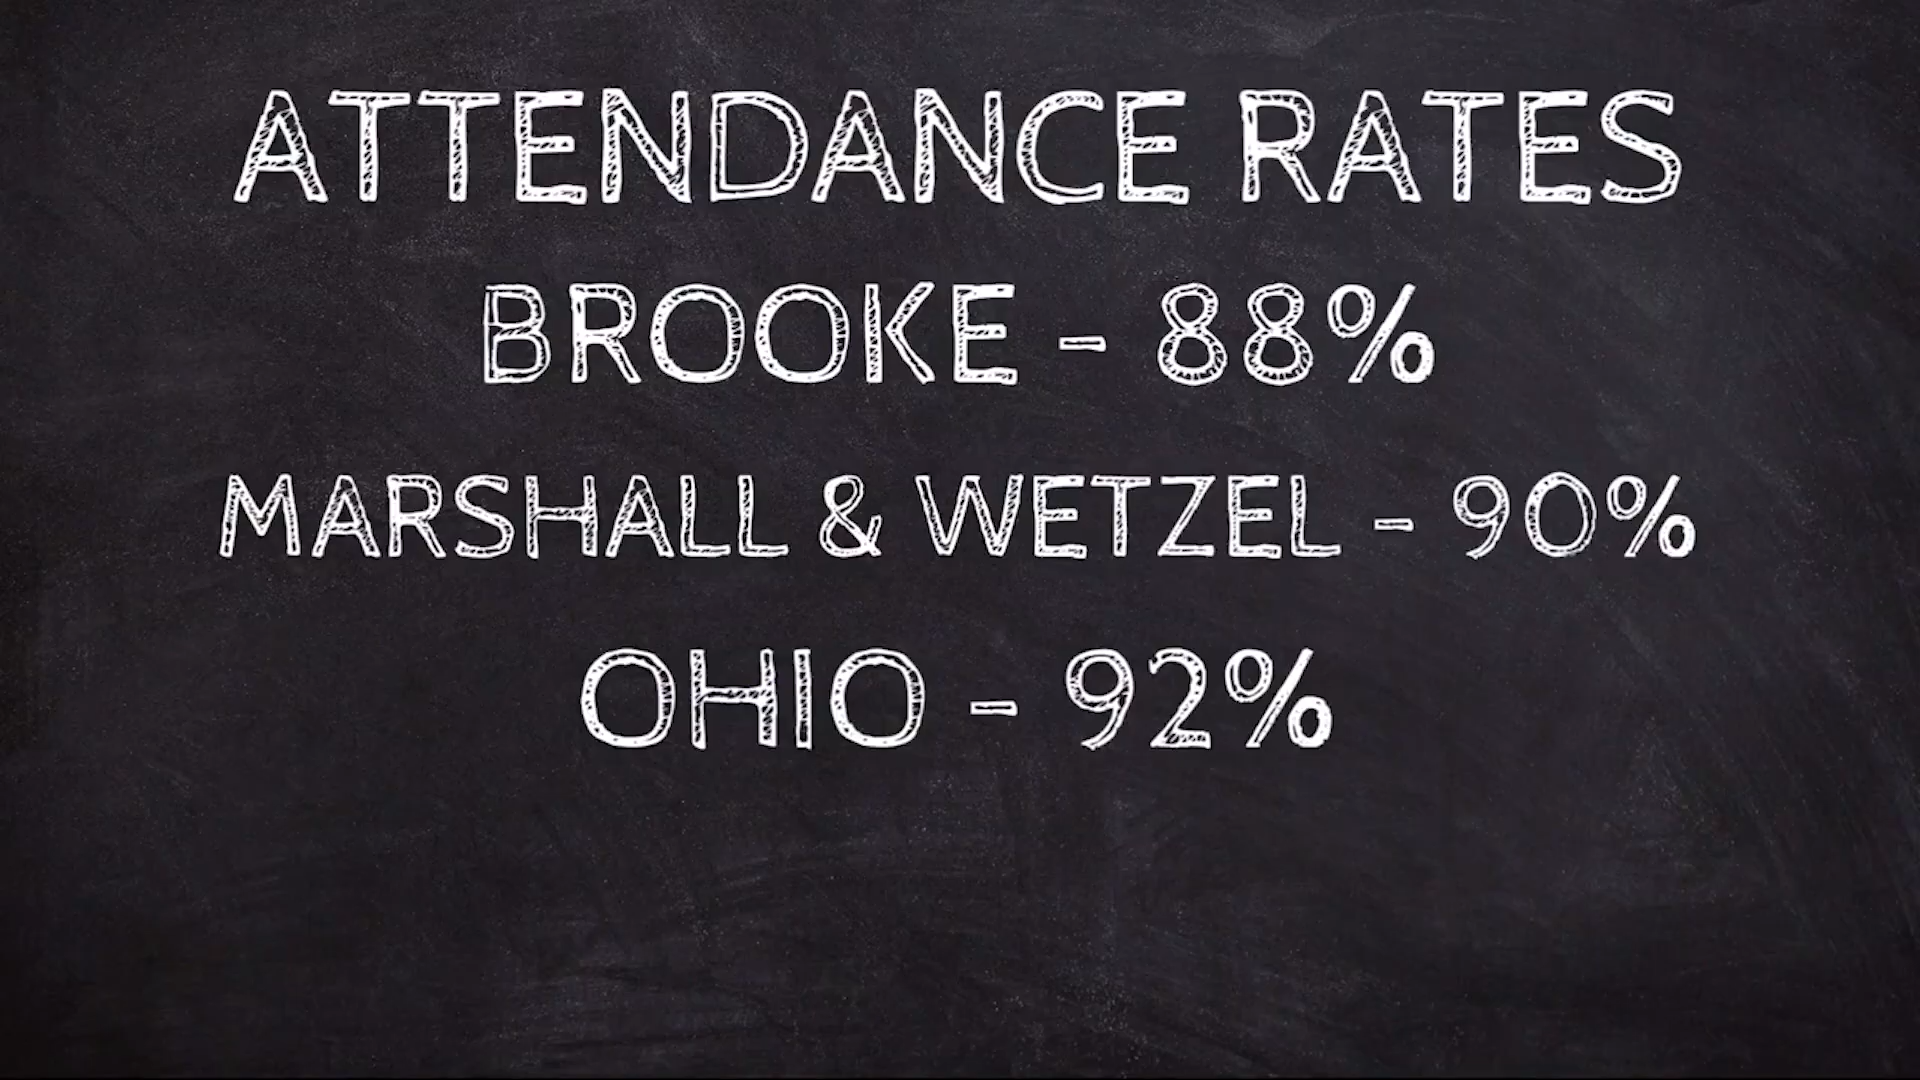 ATTENDANCE RATES
BROOKE - 88%
MARSHALL & WETZEL - 90%
OHIO - 92%